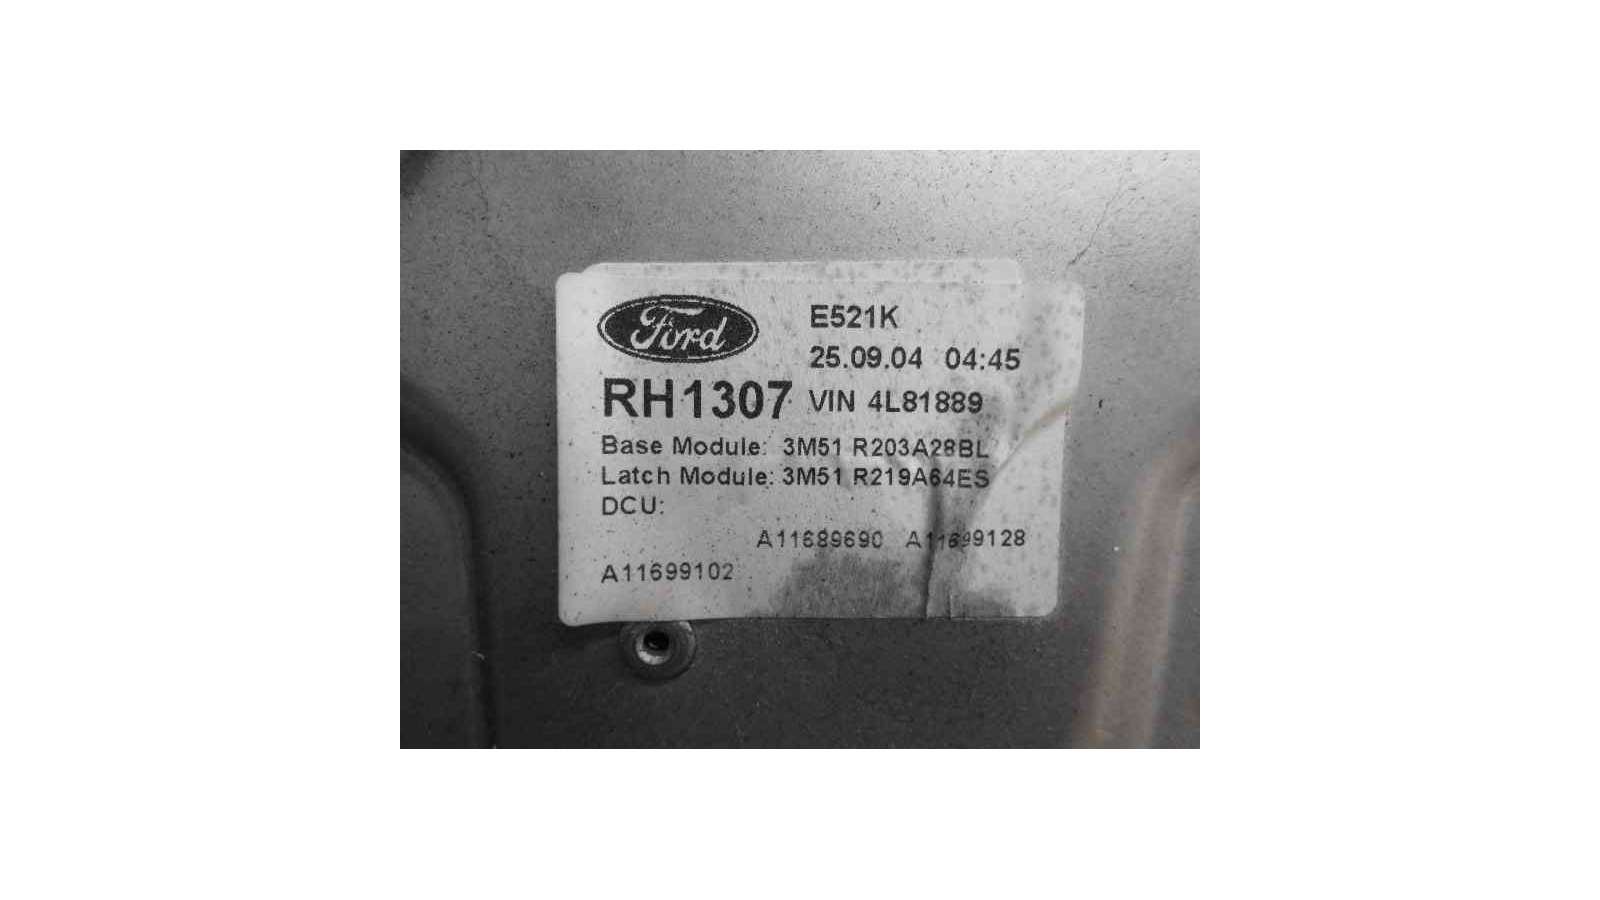 Ford
E521K
25.09.04 04:45
RH1307 VIN 4L81889
Base Module: 3M51 R203A28BL
Latch Module: 3M51 R219A64ES
DCU:
A11689690 A11699128
A11699102